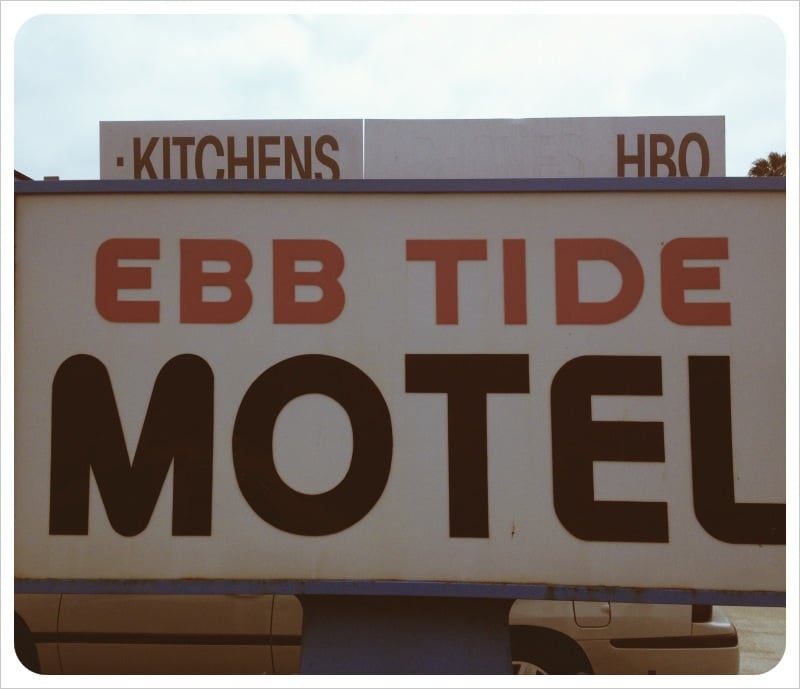 ·KITCHENS HBO
EBB TIDE
MOTEL